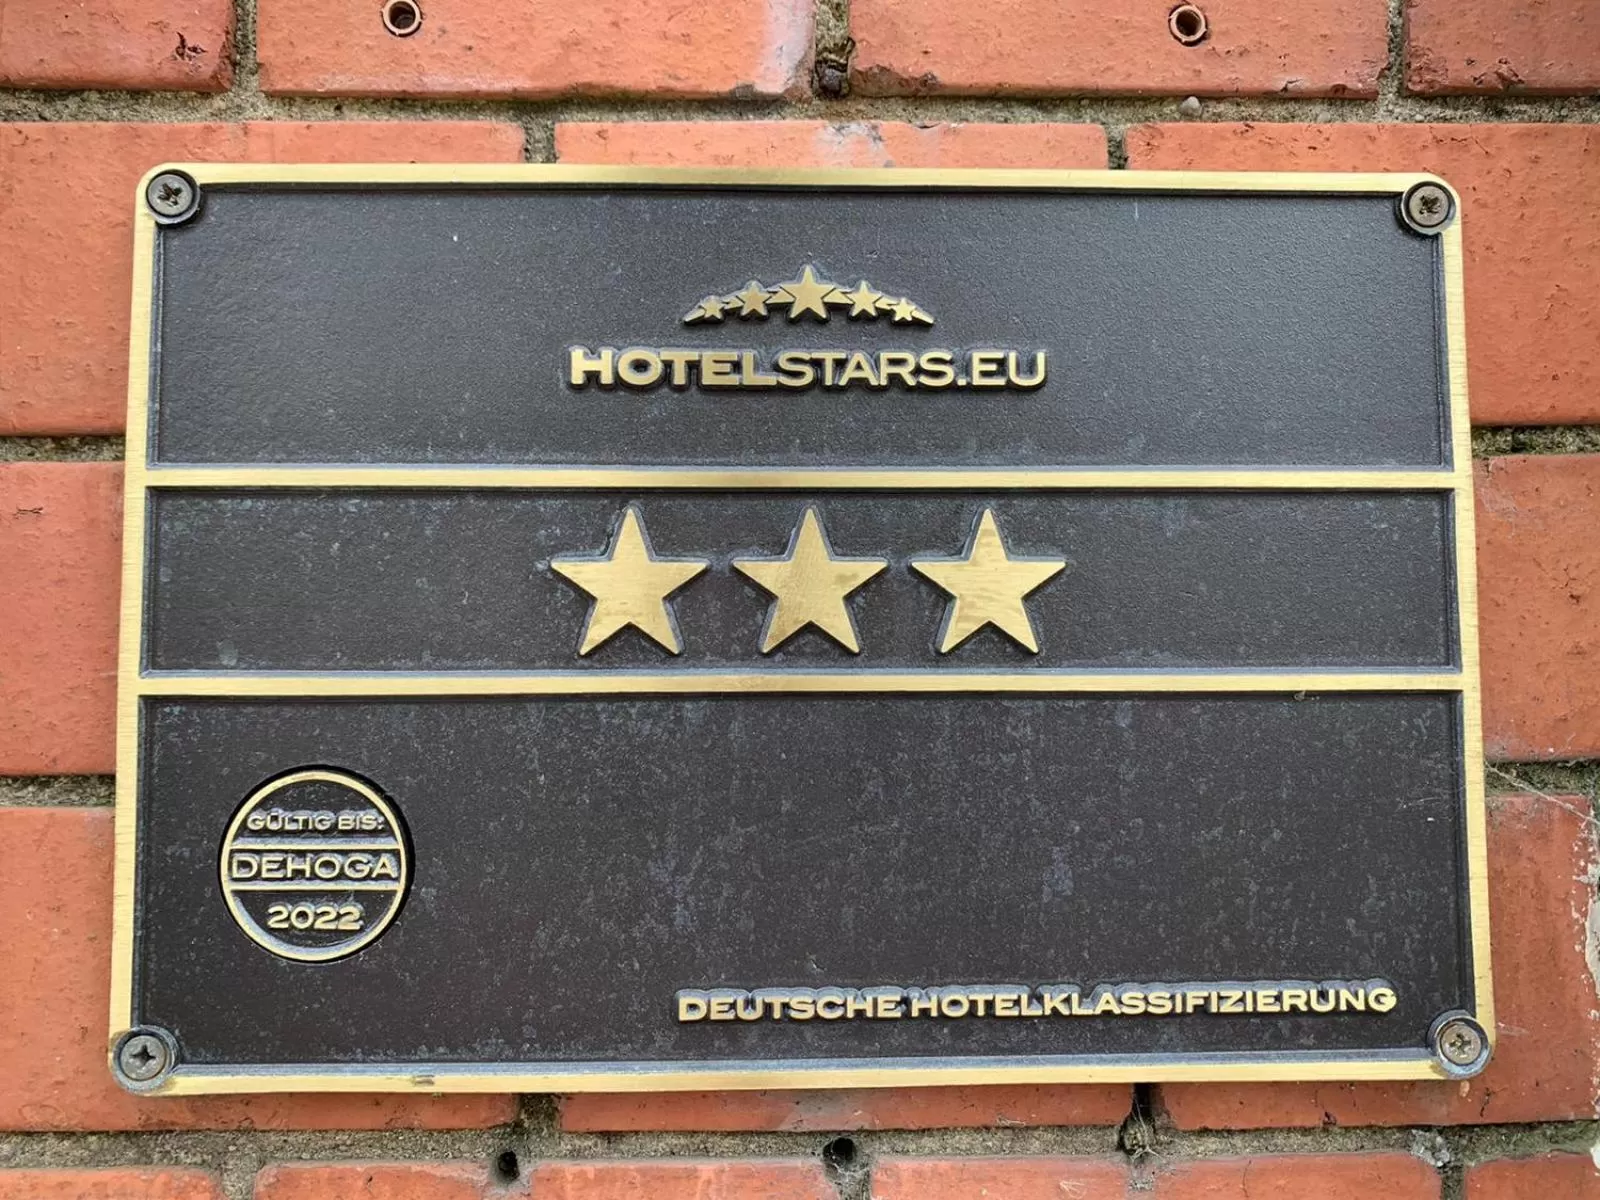 HOTELSTARS.EU
GÜLTIG BIS:
DEHOGA
2022
DEUTSCHE HOTELKLASSIFIZIERUNG